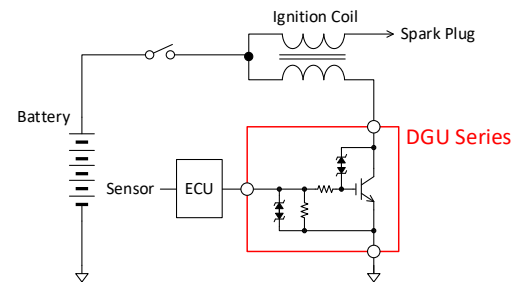 Ignition Coil
Spark Plug
Battery
DGU Series
Sensor
ECU